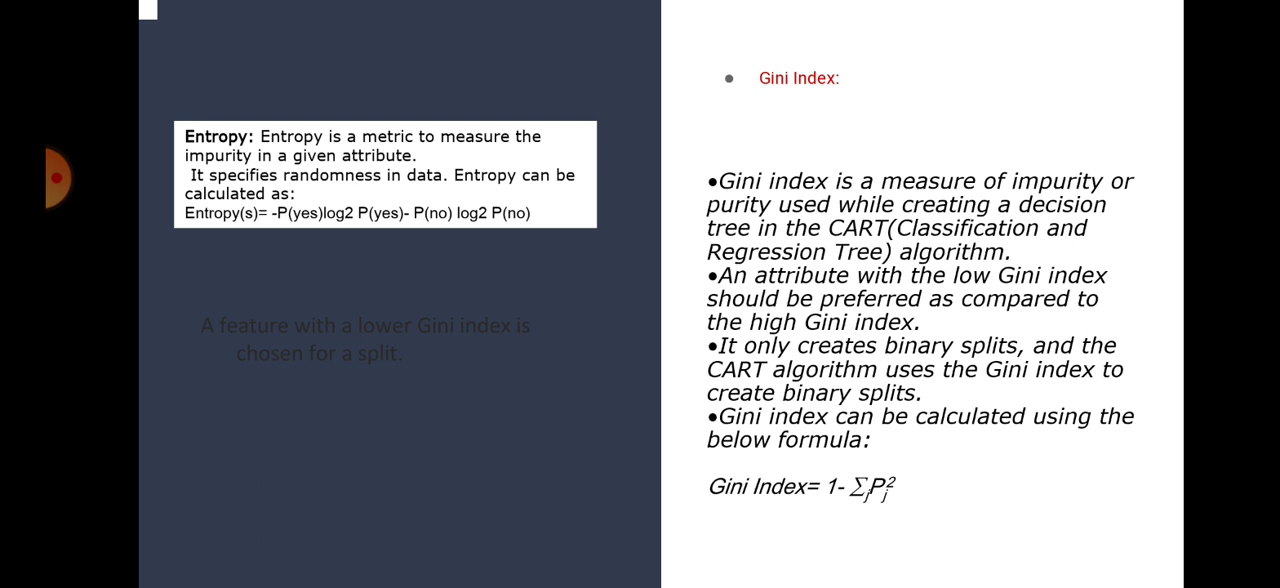 Entropy: Entropy is a metric to measure the
impurity in a given attribute.
It specifies randomness in data. Entropy can be
calculated as:
Entropy(s)= -P(yes)log2 P(yes)- P(no) log2 P(no)
A feature with a lower Gini index is
chosen for a split.
• Gini Index:
•Gini index is a measure of impurity or
purity used while creating a decision
tree in the CART(Classification and
Regression Tree) algorithm.
•An attribute with the low Gini index
should be preferred as compared to
the high Gini index.
•It only creates binary splits, and the
CART algorithm uses the Gini index to
create binary splits.
•Gini index can be calculated using the
below formula:
Gini Index= 1- ∑ⱼPⱼ²